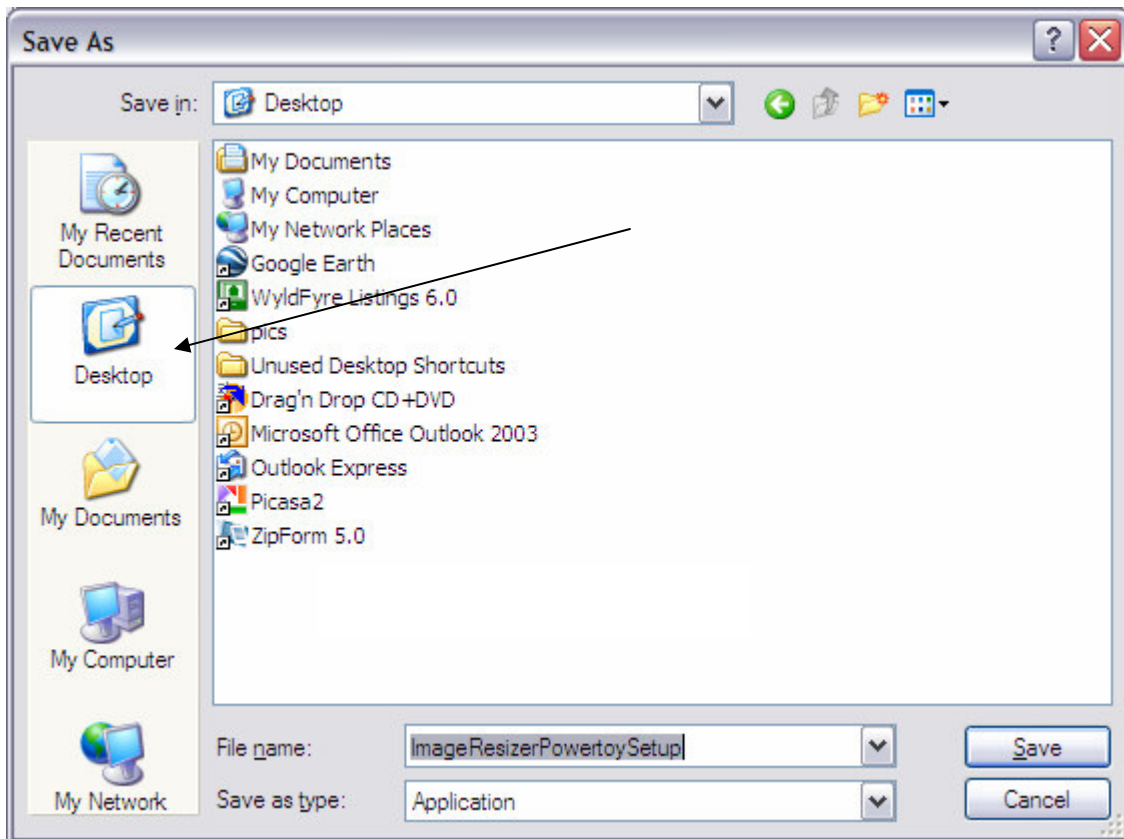 Save As
Save in:
Desktop
My Recent
Documents
Desktop
My Documents
My Computer
My Network
My Documents
My Computer
My Network Places
Google Earth
WyldFyre Listings 6.0
pics
Unused Desktop Shortcuts
Drag'n Drop CD+DVD
Microsoft Office Outlook 2003
Outlook Express
Picasa2
ZipForm 5.0
File name:
ImageResizerPowertoySetup
Save
Save as type:
Application
Cancel